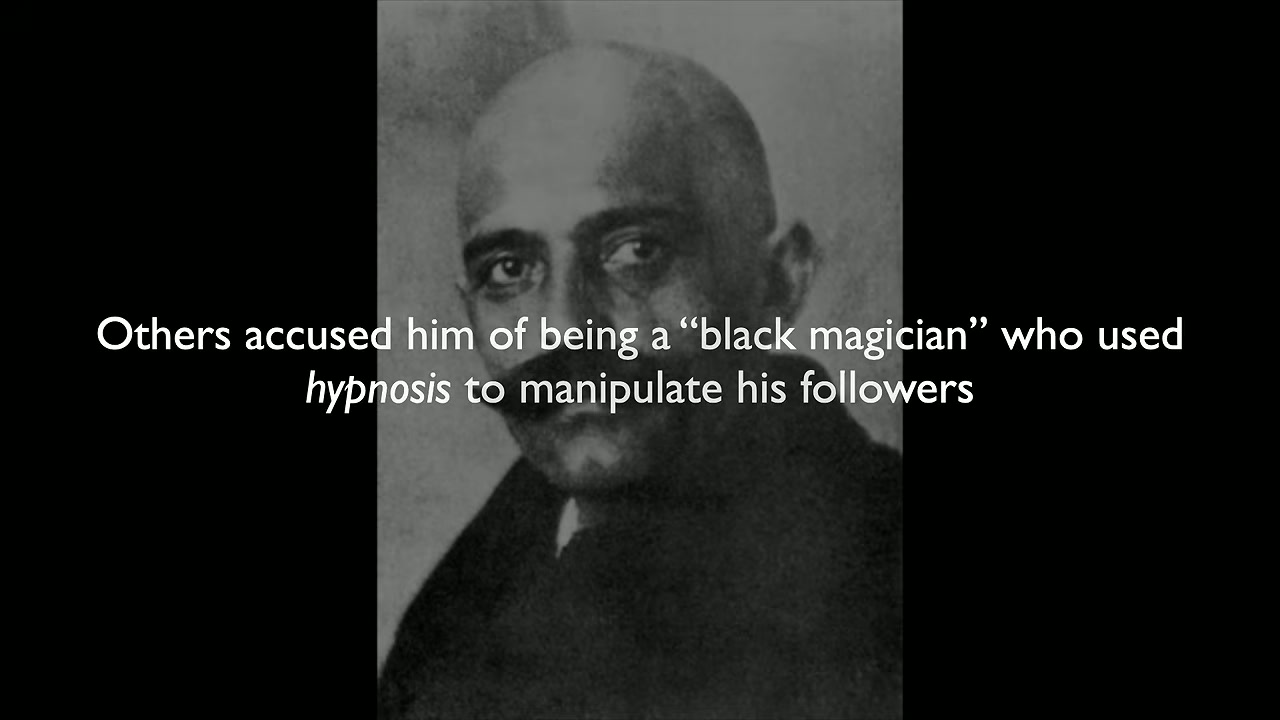 Others accused him of being a “black magician” who used
hypnosis to manipulate his followers